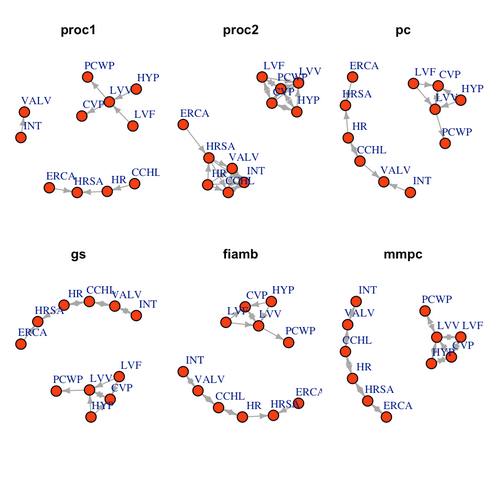 proc1
PCWP
HYP
LVV
CVP
LVF
VALV
INT
ERCA
HRSA
HR
CCHL
proc2
LVF
PCWP
LVV
CVP
HYP
ERCA
HRSA
VALV
HR
CCHL
INT
pc
ERCA
HRSA
HR
CCHL
VALV
INT
LVF
CVP
HYP
LVV
PCWP
gs
HR
CCHL
VALV
INT
HRSA
ERCA
PCWP
LVV
LVF
CVP
HYP
fiamb
CVP
HYP
LVF
LVV
PCWP
INT
VALV
CCHL
HR
HRSA
ERCA
mmpc
INT
VALV
CCHL
HR
HRSA
ERCA
PCWP
LVV
LVF
CVP
HYP